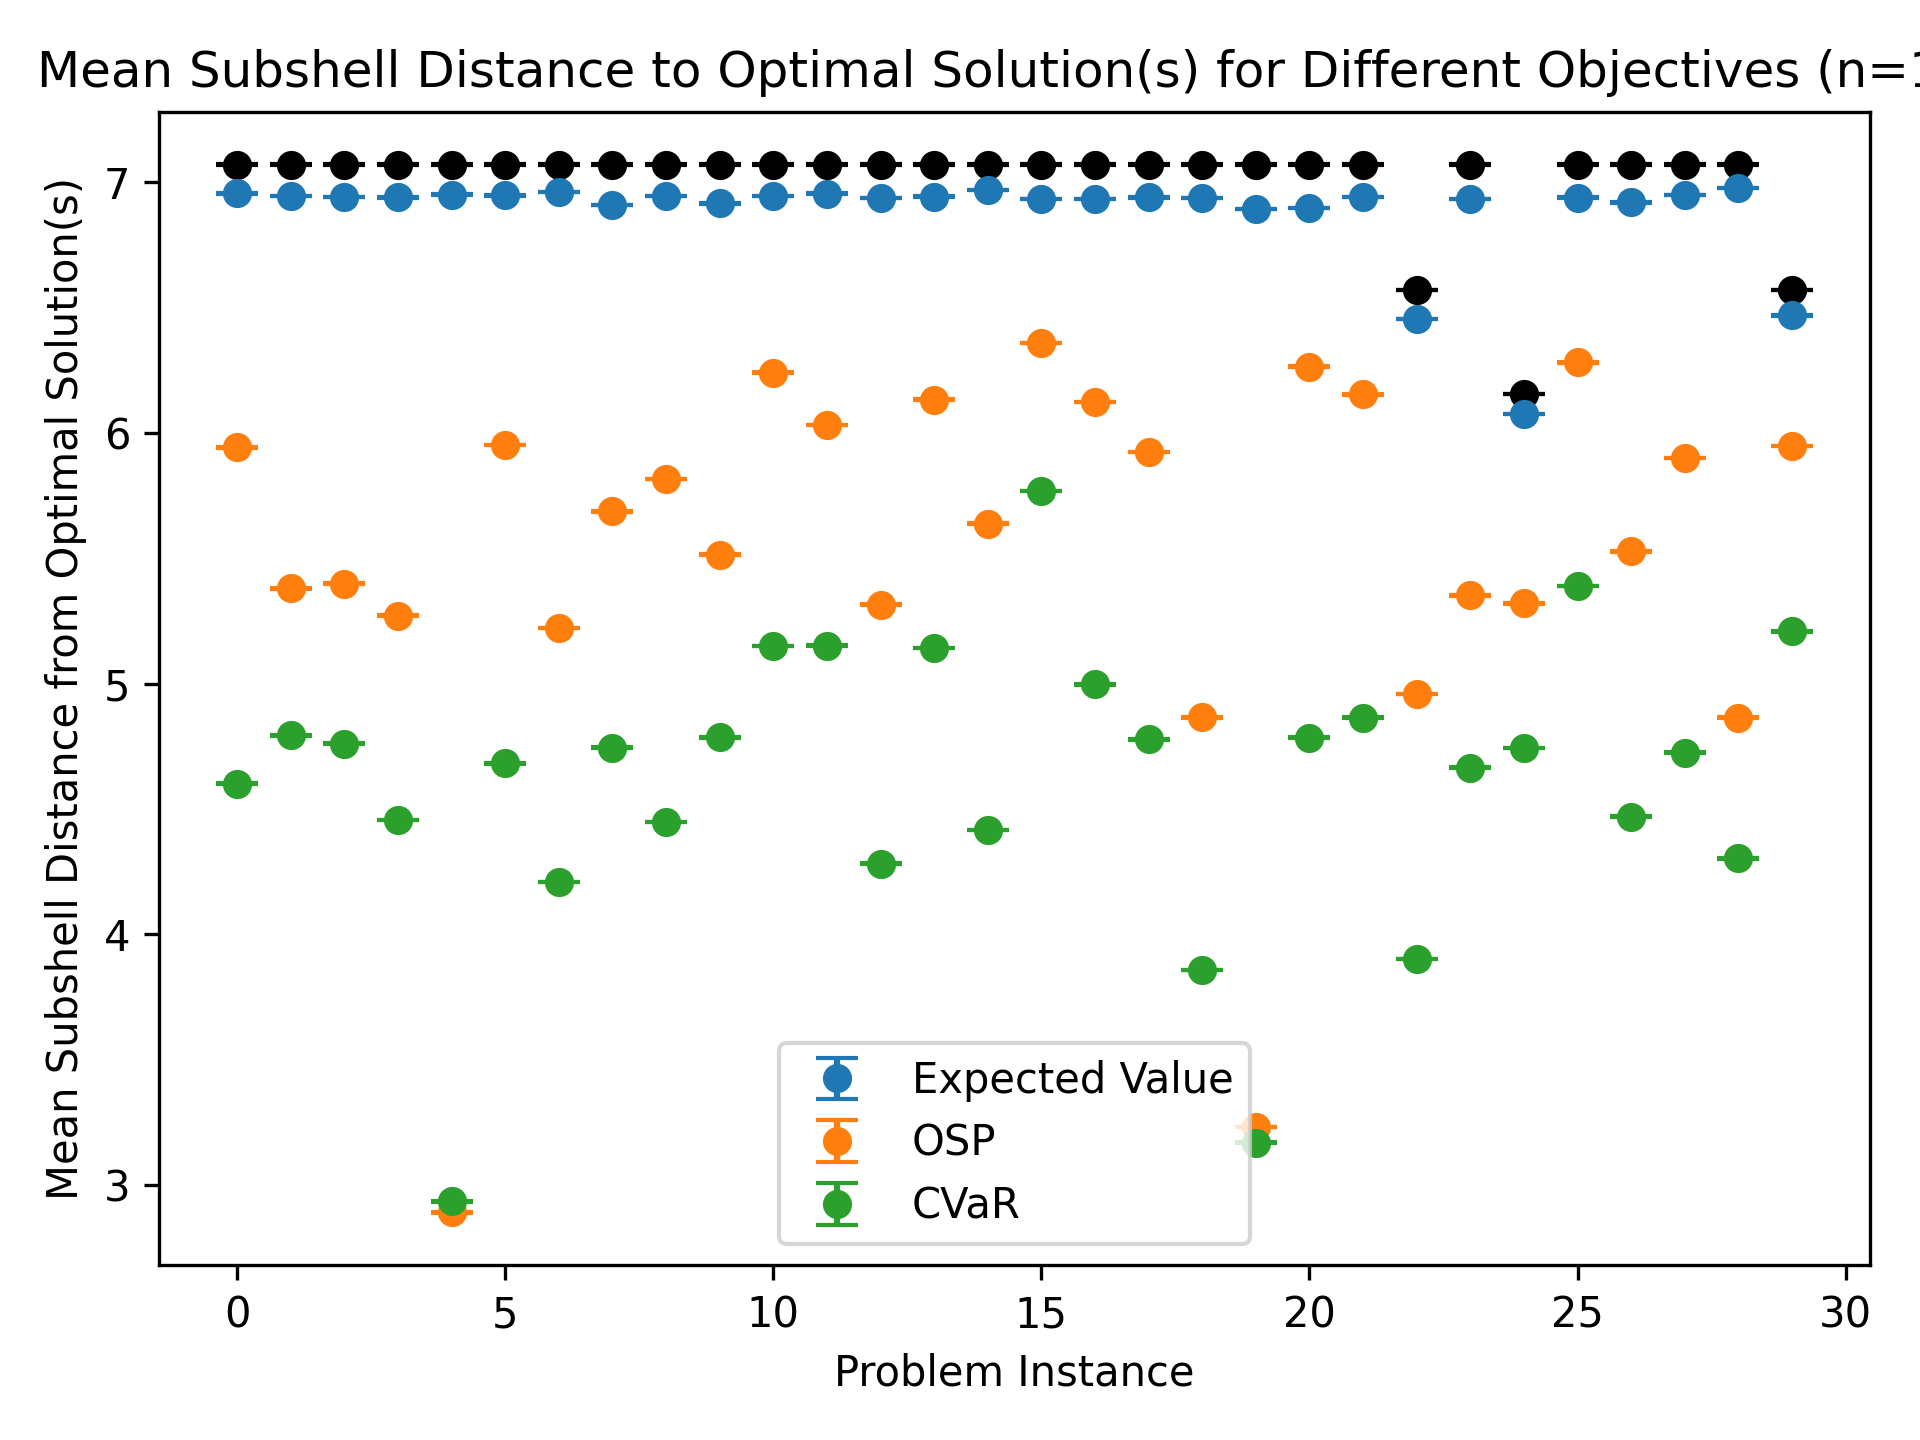 Mean Subshell Distance to Optimal Solution(s) for Different Objectives (n=1
Mean Subshell Distance from Optimal Solution(s)
7
6
5
4
3
Expected Value
OSP
CVaR
0 5 10 15 20 25 30
Problem Instance